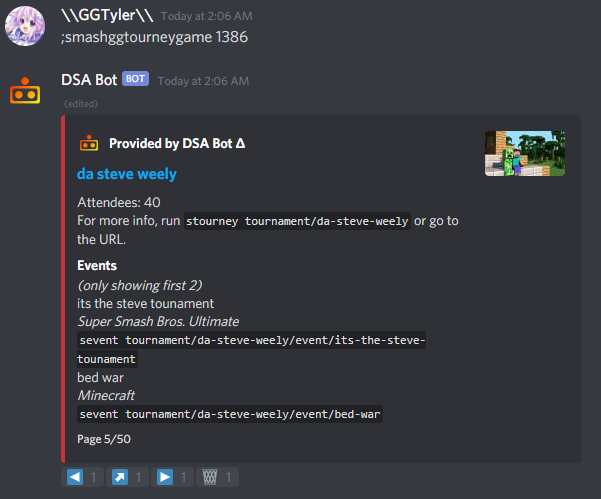 \\GGTyler\\ Today at 2:06 AM
;smashggtourneygame 1386
DSA Bot BOT Today at 2:06 AM
(edited)
Provided by DSA Bot Δ
da steve weely
Attendees: 40
For more info, run stourney tournament/da-steve-weely or go to
the URL.
Events
(only showing first 2)
its the steve tounament
Super Smash Bros. Ultimate
sevent tournament/da-steve-weely/event/its-the-steve-
tounament
bed war
Minecraft
sevent tournament/da-steve-weely/event/bed-war
Page 5/50
1 1 1 1